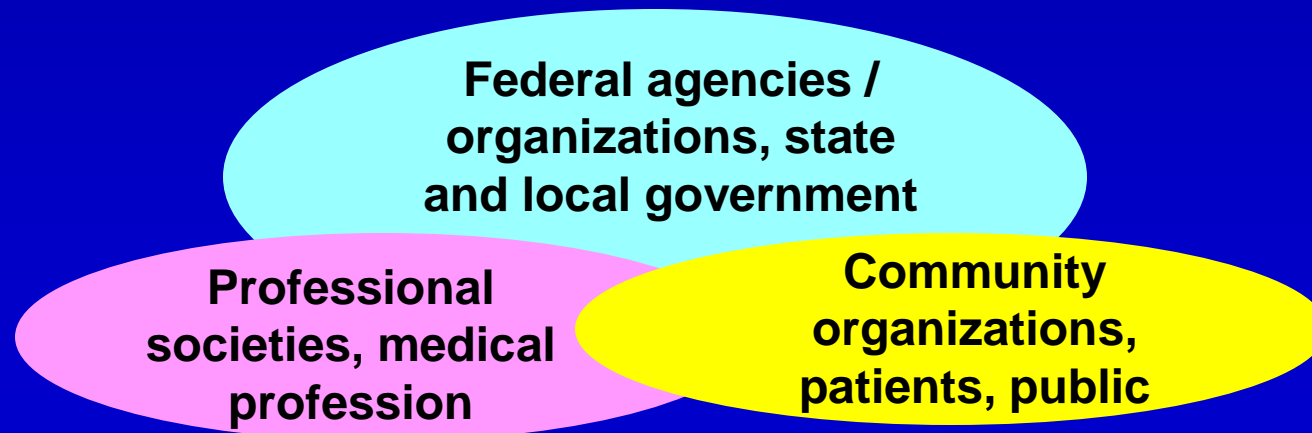 Federal agencies /
organizations, state
and local government
Professional
societies, medical
profession
Community
organizations,
patients, public